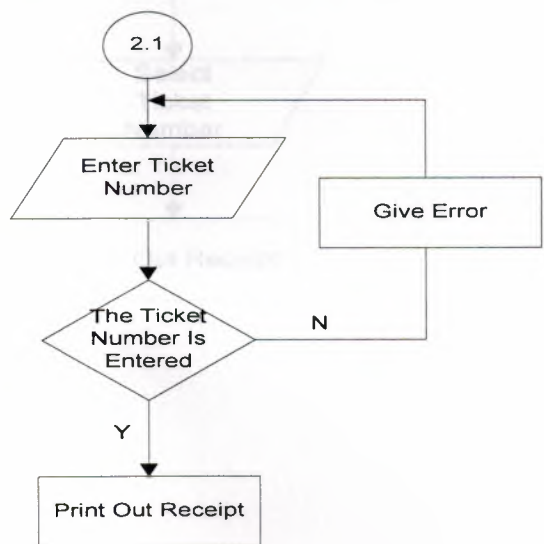 2.1
Enter Ticket
Number
Give Error
The Ticket
Number Is
Entered
N
Y
Print Out Receipt